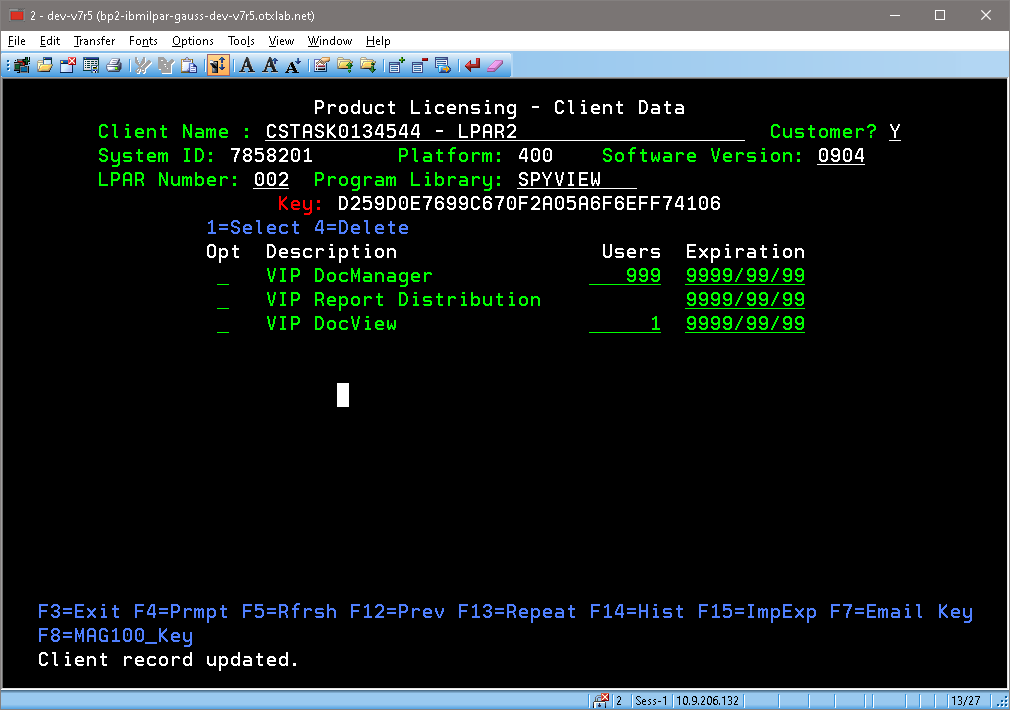 2 - dev-v7r5 (bp2-ibmilpar-gauss-dev-v7r5.otxlab.net)
File Edit Transfer Fonts Options Tools View Window Help
Product Licensing - Client Data
Client Name : CSTASK0134544 - LPAR2 Customer? Y
System ID: 7858201 Platform: 400 Software Version: 0904
LPAR Number: 002 Program Library: SPYVIEW
Key: D259D0E7699C670F2A05A6F6EFF74106
1=Select 4=Delete
Opt Description Users Expiration
_ VIP DocManager 999 9999/99/99
_ VIP Report Distribution 9999/99/99
_ VIP DocView 1 9999/99/99
F3=Exit F4=Prmpt F5=Rfrsh F12=Prev F13=Repeat F14=Hist F15=ImpExp F7=Email Key
F8=MAG100_Key
Client record updated.
2 Sess-1 10.9.206.132 13/27